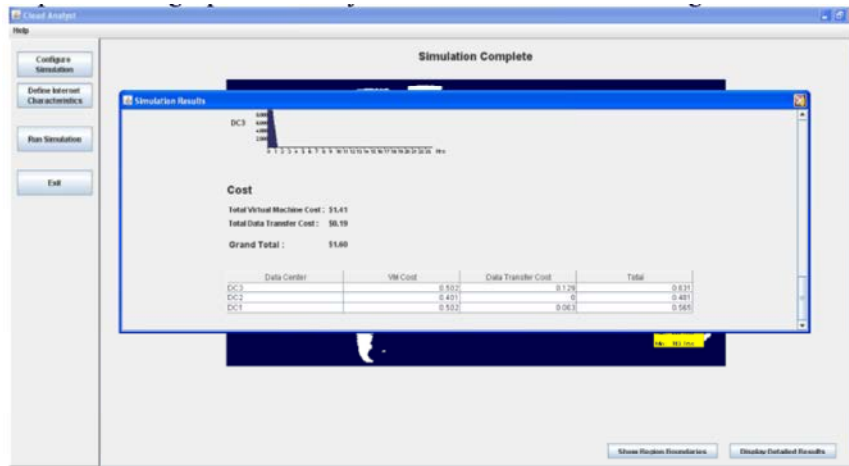 Cloud Analyst
Help
Simulation Complete
Configure
Simulation
Define Internet
Characteristics
Run Simulation
Exit
Simulation Results
DC3
Hrs
Cost
Total Virtual Machine Cost : $1.41
Total Data Transfer Cost : $0.19
Grand Total : $1.60
Data Center VM Cost Data Transfer Cost Total
DC3 0.502 0.129 0.631
DC2 0.401 0 0.401
DC1 0.502 0.063 0.565
Show Region Boundaries Display Detailed Results